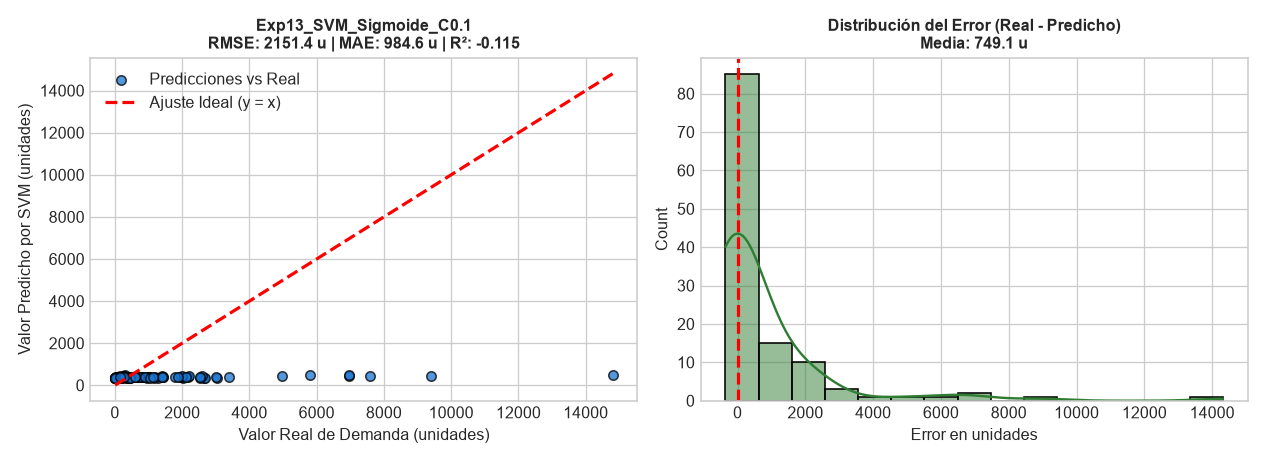 Exp13_SVM_Sigmoide_C0.1
RMSE: 2151.4 u | MAE: 984.6 u | R²: -0.115
Predicciones vs Real
Ajuste Ideal (y = x)
Valor Predicho por SVM (unidades)
14000
12000
10000
8000
6000
4000
2000
0
0 2000 4000 6000 8000 10000 12000 14000
Valor Real de Demanda (unidades)
Distribución del Error (Real - Predicho)
Media: 749.1 u
Count
80
70
60
50
40
30
20
10
0
0 2000 4000 6000 8000 10000 12000 14000
Error en unidades